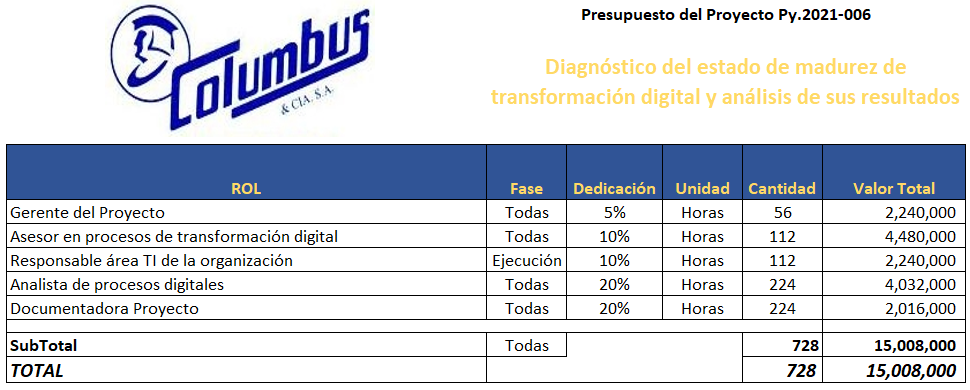 Columbus
& CIA. S.A.
Presupuesto del Proyecto Py.2021-006
Diagnóstico del estado de madurez de
transformación digital y análisis de sus resultados
ROL Fase Dedicación Unidad Cantidad Valor Total
Gerente del Proyecto Todas 5% Horas 56 2,240,000
Asesor en procesos de transformación digital Todas 10% Horas 112 4,480,000
Responsable área TI de la organización Ejecución 10% Horas 112 2,240,000
Analista de procesos digitales Todas 20% Horas 224 4,032,000
Documentadora Proyecto Todas 20% Horas 224 2,016,000
SubTotal Todas 728 15,008,000
TOTAL 728 15,008,000